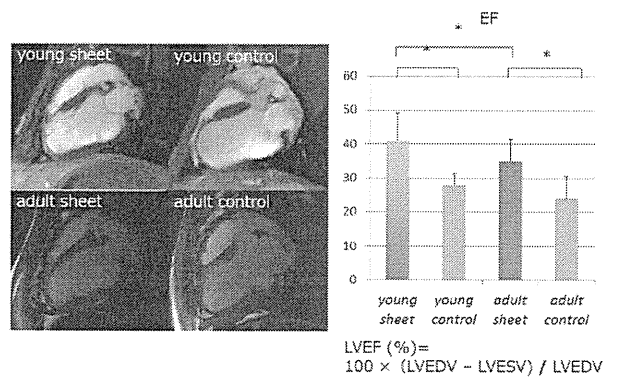 young sheet
young control
adult sheet
adult control
* EF
*
*
60
50
40
30
20
10
0
young sheet
young control
adult sheet
adult control
LVEF (%)=
100 × (LVEDV – LVESV) / LVEDV